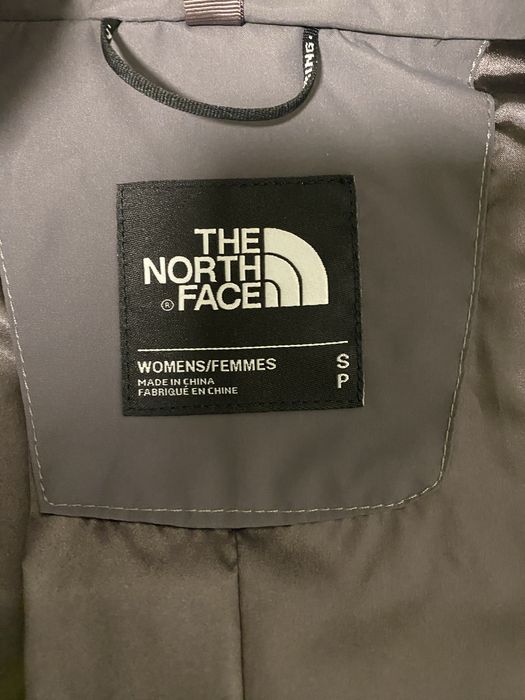 THE
NORTH
FACE
®
WOMENS/FEMMES S
MADE IN CHINA P
FABRIQUÉ EN CHINE